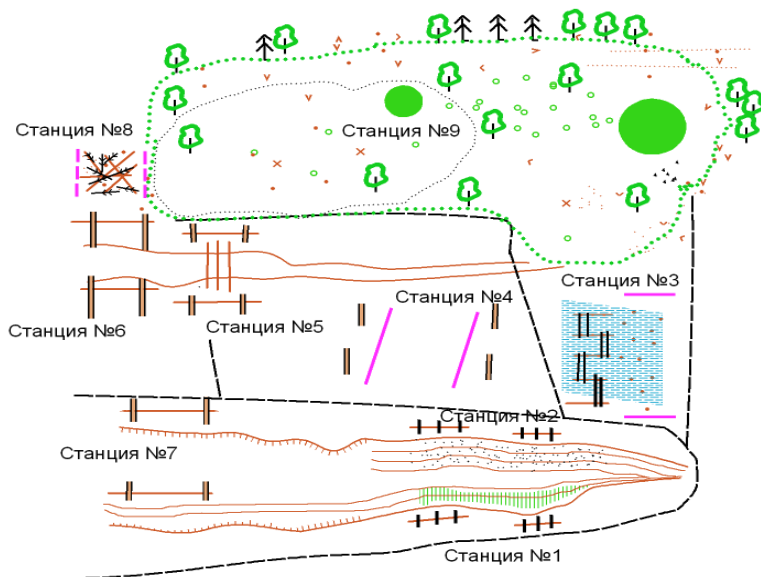 Станция №8
Станция №9
Станция №3
Станция №4
Станция №6
Станция №5
Станция №2
Станция №7
Станция №1